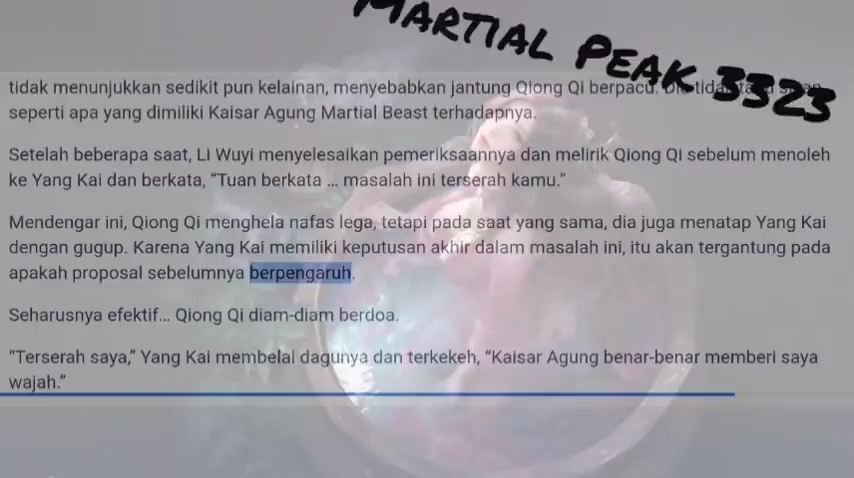 MARTIAL PEAK 3323
tidak menunjukkan sedikit pun kelainan, menyebabkan jantung Qiong Qi berpacu.
seperti apa yang dimiliki Kaisar Agung Martial Beast terhadapnya.
Setelah beberapa saat, Li Wuyi menyelesaikan pemeriksaannya dan melirik Qiong Qi sebelum menoleh
ke Yang Kai dan berkata, “Tuan berkata ... masalah ini terserah kamu.”
Mendengar ini, Qiong Qi menghela nafas lega, tetapi pada saat yang sama, dia juga menatap Yang Kai
dengan gugup. Karena Yang Kai memiliki keputusan akhir dalam masalah ini, itu akan tergantung pada
apakah proposal sebelumnya berpengaruh.
Seharusnya efektif... Qiong Qi diam-diam berdoa.
“Terserah saya,” Yang Kai membelai dagunya dan terkekeh, “Kaisar Agung benar-benar memberi saya
wajah.”